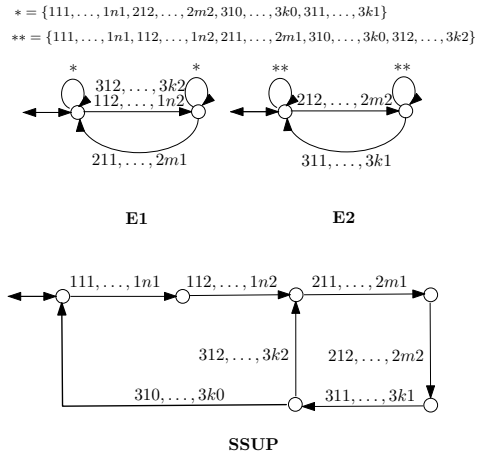 * = {111, . . . , 1n1, 212, . . . , 2m2, 310, . . . , 3k0, 311, . . . , 3k1}
** = {111, . . . , 1n1, 112, . . . , 1n2, 211, . . . , 2m1, 310, . . . , 3k0, 312, . . . , 3k2}
* * ** **
312, . . . , 3k2
112, . . . , 1n2 212, . . . , 2m2
211, . . . , 2m1 311, . . . , 3k1
E1 E2
111, . . . , 1n1 112, . . . , 1n2 211, . . . , 2m1
312, . . . , 3k2 212, . . . , 2m2
310, . . . , 3k0 311, . . . , 3k1
SSUP